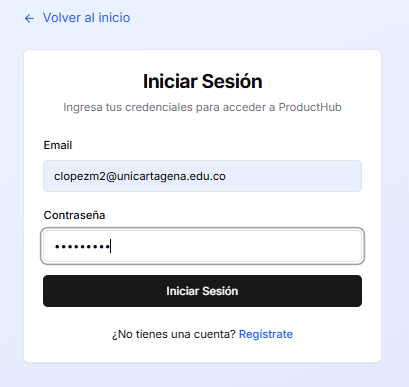 ← Volver al inicio
Iniciar Sesión
Ingresa tus credenciales para acceder a ProductHub
Email
clopezm2@unicartagena.edu.co
Contraseña
•••••••••
Iniciar Sesión
¿No tienes una cuenta? Regístrate